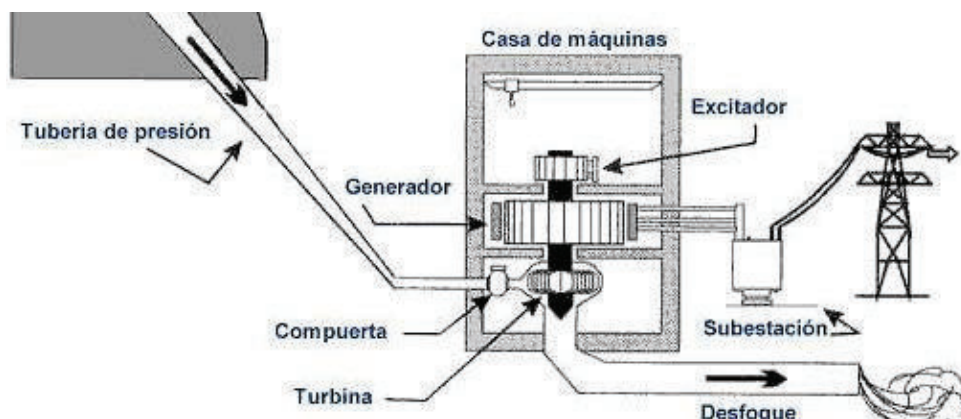 Casa de máquinas
Excitador
Tuberia de presión
Generador
Compuerta
Subestación
Turbina
Desfogue